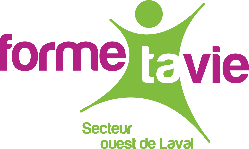 forme ta vie
Secteur
ouest de Laval